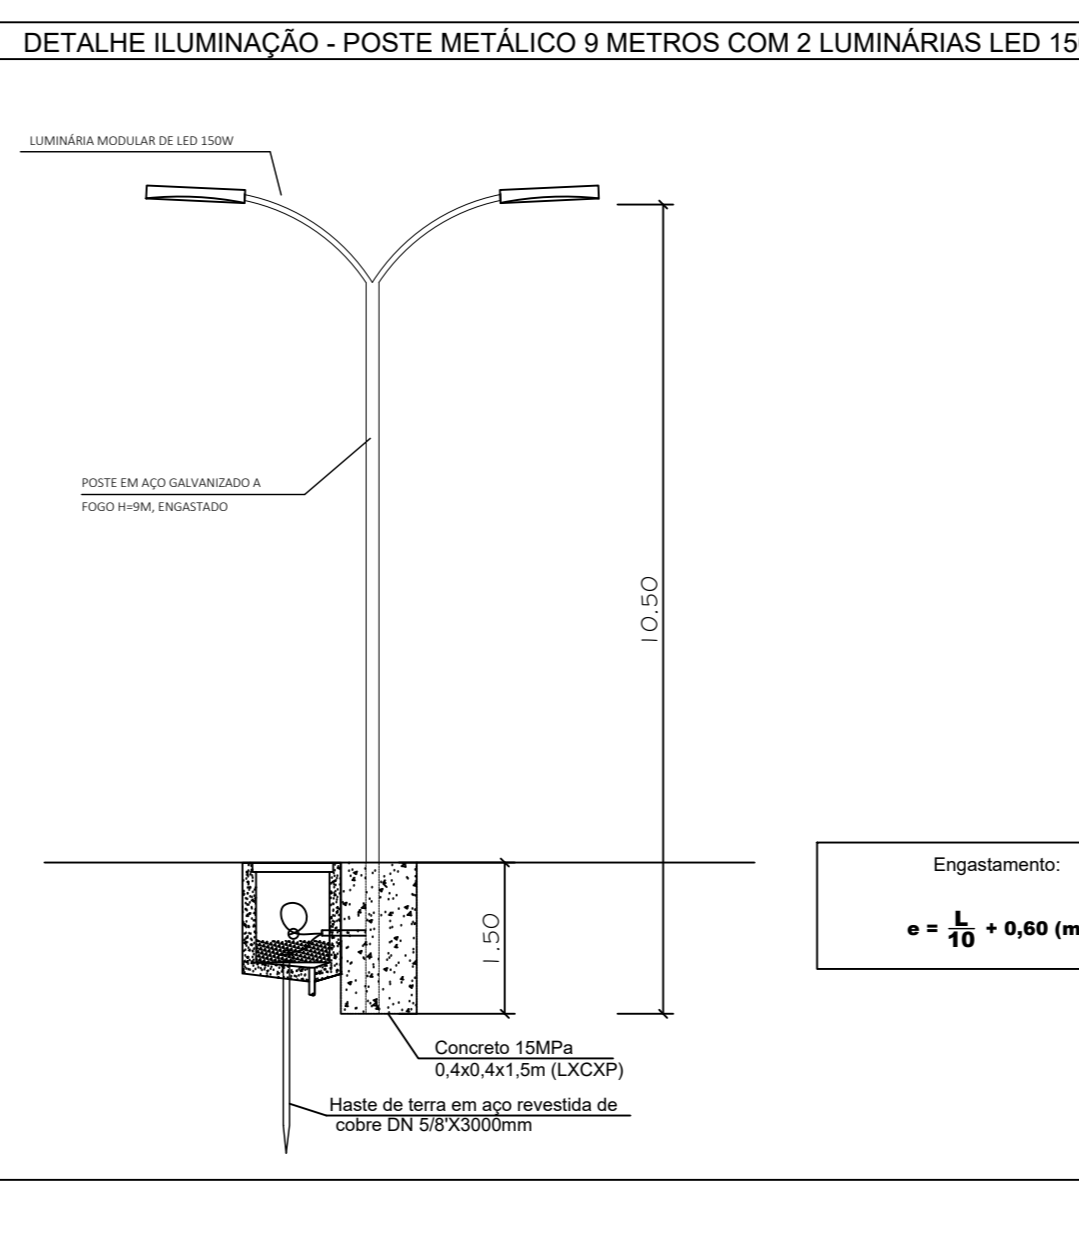 DETALHE ILUMINAÇÃO - POSTE METÁLICO 9 METROS COM 2 LUMINÁRIAS LED 15
LUMINÁRIA MODULAR DE LED 150W
POSTE EM AÇO GALVANIZADO A
FOGO H=9M, ENGASTADO
10.50
Engastamento:
e = L/10 + 0,60 (m
1.50
Concreto 15MPa
0,4x0,4x1,5m (LXCXP)
Haste de terra em aço revestida de
cobre DN 5/8'X3000mm